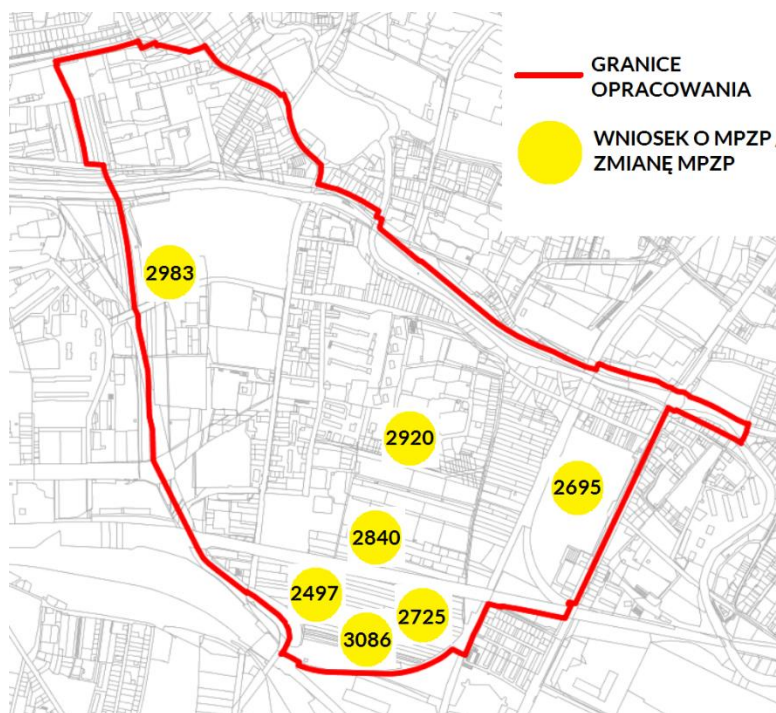 GRANICE
OPRACOWANIA
WNIOSEK O MPZP /
ZMIANĘ MPZP
2983
2920
2695
2840
2497
2725
3086